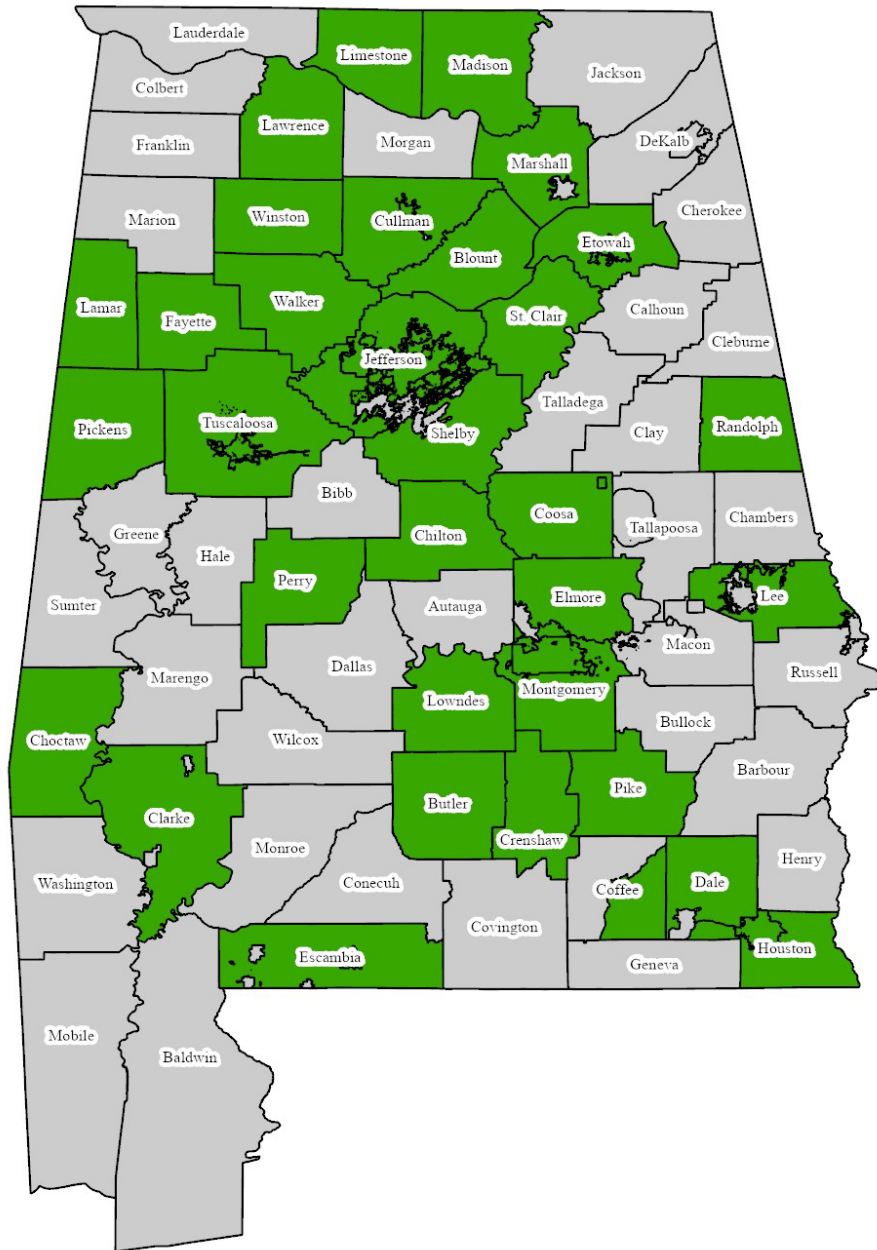 Lauderdale
Limestone
Madison
Jackson
Colbert
Lawrence
Franklin
Morgan
DeKalb
Marshall
Marion
Winston
Cullman
Cherokee
Etowah
Blount
Lamar
Fayette
Walker
St. Clair
Calhoun
Cleburne
Jefferson
Talladega
Pickens
Tuscaloosa
Shelby
Clay
Randolph
Bibb
Greene
Hale
Chilton
Coosa
Tallapoosa
Chambers
Sumter
Perry
Autauga
Elmore
Lee
Marengo
Dallas
Macon
Russell
Choctaw
Lowndes
Montgomery
Bullock
Wilcox
Barbour
Clarke
Butler
Pike
Crenshaw
Washington
Monroe
Conecuh
Coffee
Dale
Henry
Covington
Escambia
Geneva
Houston
Mobile
Baldwin